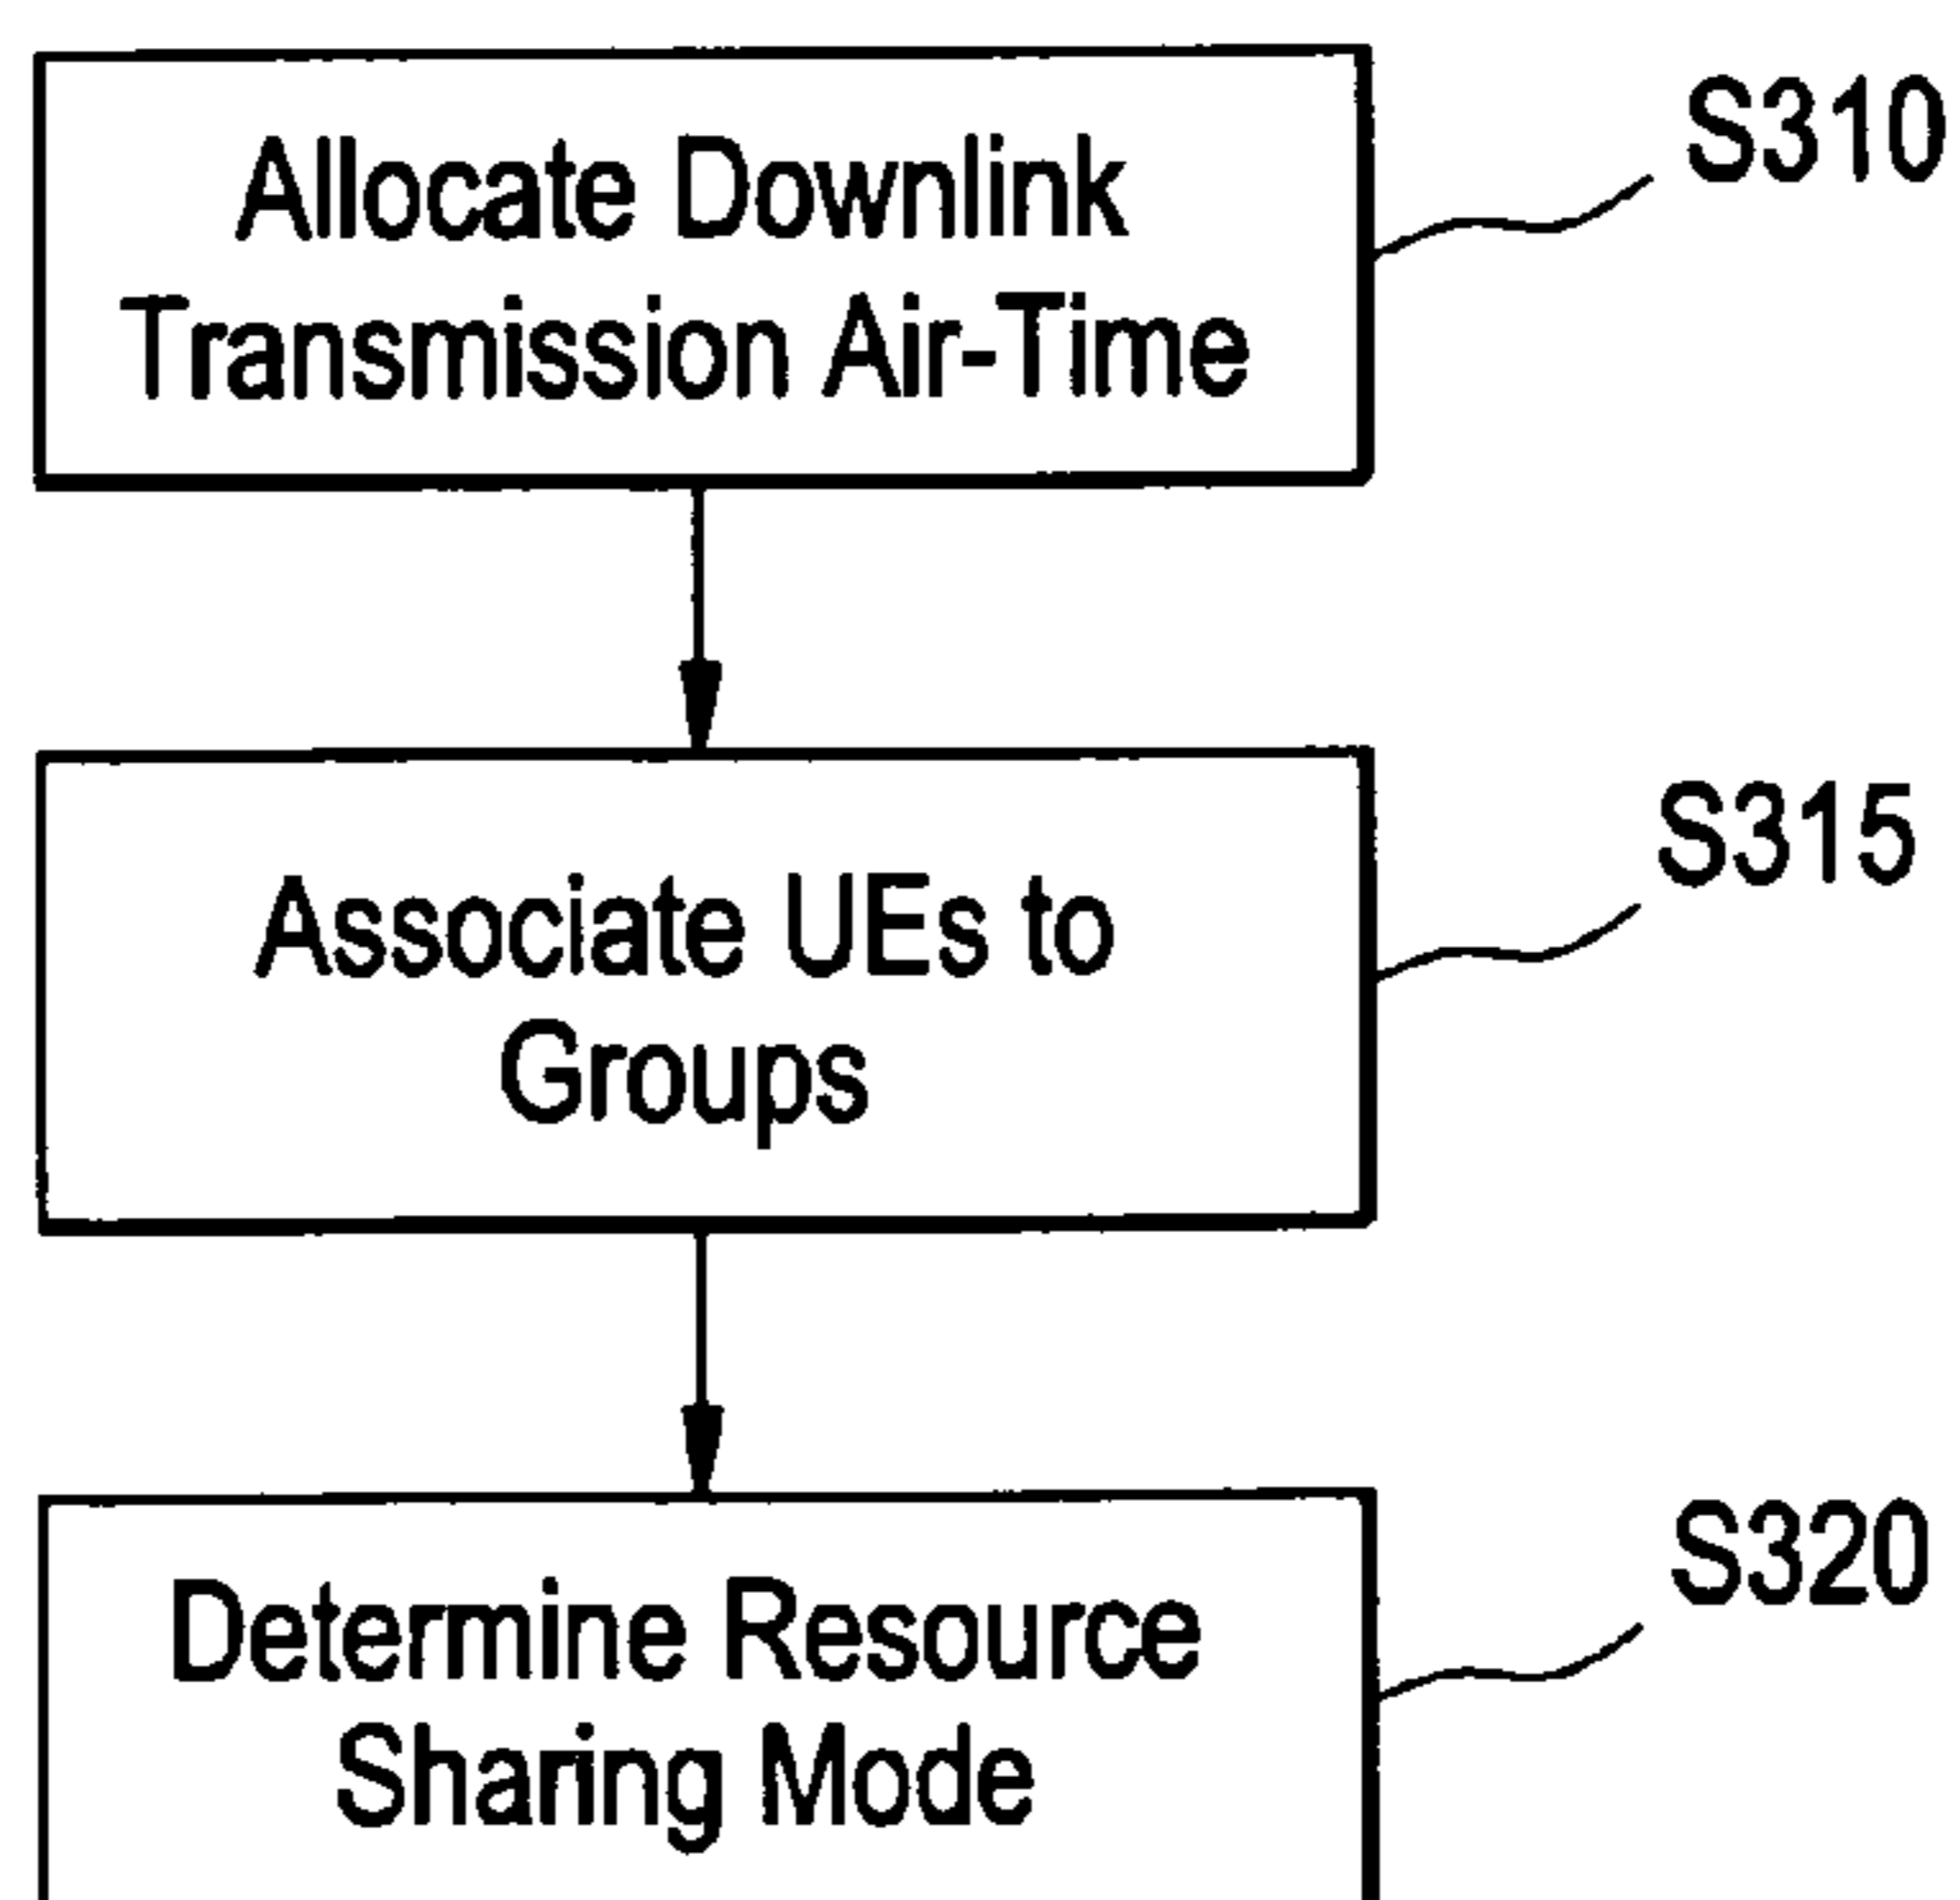 Allocate Downlink
Transmission Air-Time
S310
Associate UEs to
Groups
S315
Determine Resource
Sharing Mode
S320